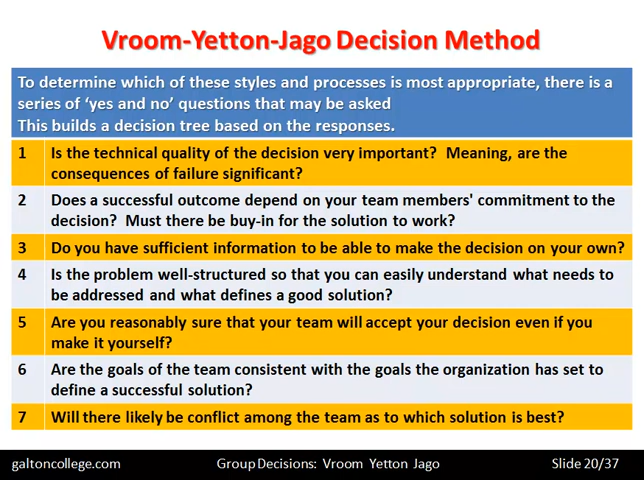 Vroom-Yetton-Jago Decision Method
To determine which of these styles and processes is most appropriate, there is a
series of ‘yes and no’ questions that may be asked
This builds a decision tree based on the responses.
1 Is the technical quality of the decision very important? Meaning, are the
consequences of failure significant?
2 Does a successful outcome depend on your team members' commitment to the
decision? Must there be buy-in for the solution to work?
3 Do you have sufficient information to be able to make the decision on your own?
4 Is the problem well-structured so that you can easily understand what needs to
be addressed and what defines a good solution?
5 Are you reasonably sure that your team will accept your decision even if you
make it yourself?
6 Are the goals of the team consistent with the goals the organization has set to
define a successful solution?
7 Will there likely be conflict among the team as to which solution is best?
galtoncollege.com Group Decisions: Vroom Yetton Jago Slide 20/37